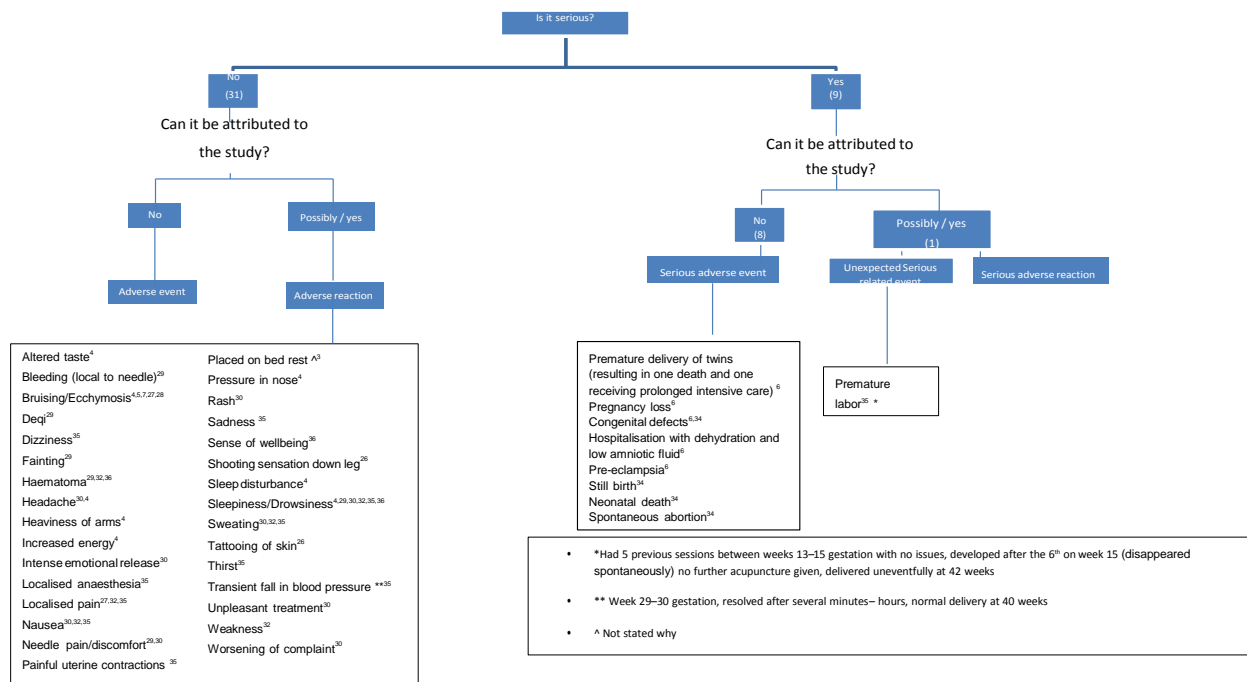 Is it serious?
No
(31)
Yes
(9)
Can it be attributed to
the study?
Can it be attributed to
the study?
No
Possibly / yes
No
(8)
Possibly / yes
(1)
Adverse event
Adverse reaction
Serious adverse event
Unexpected Serious
related event
Serious adverse reaction
Altered taste4
Bleeding (local to needle)29
Bruising/Ecchymosis4,5,7,27,28
Deqi29
Dizziness35
Fainting29
Haematoma29,32,36
Headache30,4
Heaviness of arms4
Increased energy4
Intense emotional release30
Localised anaesthesia35
Localised pain27,32,35
Nausea30,32,35
Needle pain/discomfort29,30
Painful uterine contractions 35
Placed on bed rest ^3
Pressure in nose4
Rash30
Sadness 35
Sense of wellbeing36
Shooting sensation down leg26
Sleep disturbance4
Sleepiness/Drowsiness4,29,30,32,35,36
Sweating30,32,35
Tattooing of skin26
Thirst35
Transient fall in blood pressure **35
Unpleasant treatment30
Weakness32
Worsening of complaint30
Premature delivery of twins
(resulting in one death and one
receiving prolonged intensive care) 6
Pregnancy loss6
Congenital defects6,34
Hospitalisation with dehydration and
low amniotic fluid6
Pre-eclampsia6
Still birth34
Neonatal death34
Spontaneous abortion34
Premature
labor35 *
• *Had 5 previous sessions between weeks 13–15 gestation with no issues, developed after the 6th on week 15 (disappeared
spontaneously) no further acupuncture given, delivered uneventfully at 42 weeks
• ** Week 29–30 gestation, resolved after several minutes– hours, normal delivery at 40 weeks
• ^ Not stated why